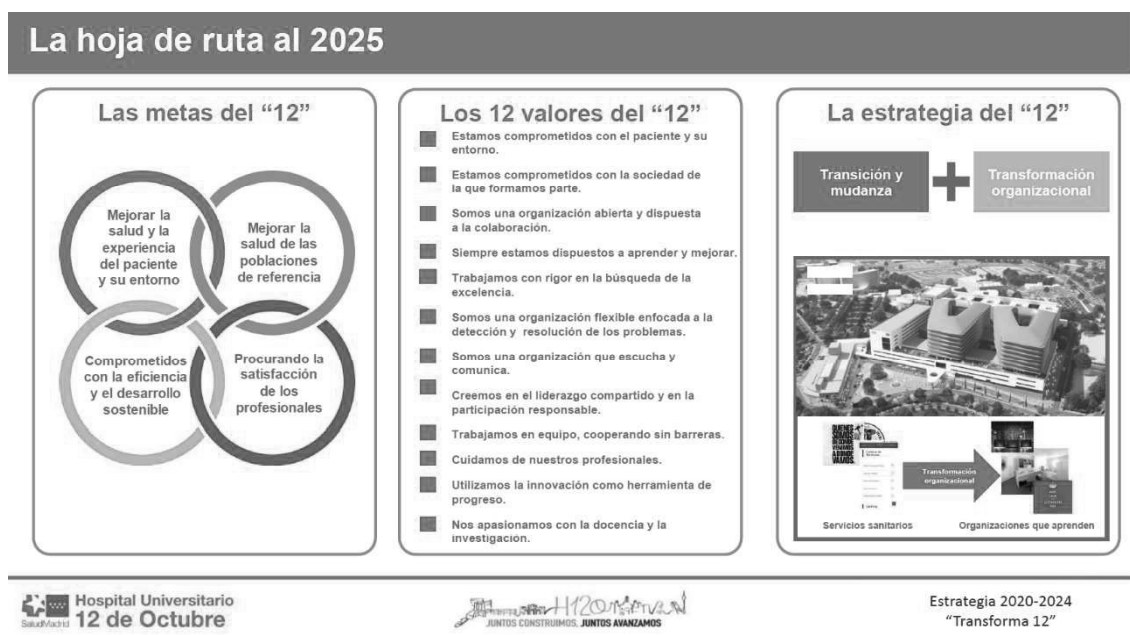 La hoja de ruta al 2025
Las metas del “12”
Mejorar la
salud y la
experiencia
del paciente
y su entorno
Mejorar la
salud de las
poblaciones
de referencia
Comprometidos
con la eficiencia
y el desarrollo
sostenible
Procurando la
satisfacción
de los
profesionales
Los 12 valores del “12”
Estamos comprometidos con el paciente y su
entorno.
Estamos comprometidos con la sociedad de
la que formamos parte.
Somos una organización abierta y dispuesta
a la colaboración.
Siempre estamos dispuestos a aprender y mejorar.
Trabajamos con rigor en la búsqueda de la
excelencia.
Somos una organización flexible enfocada a la
detección y resolución de los problemas.
Somos una organización que escucha y
comunica.
Creemos en el liderazgo compartido y en la
participación responsable.
Trabajamos en equipo, cooperando sin barreras.
Cuidamos de nuestros profesionales.
Utilizamos la innovación como herramienta de
progreso.
Nos apasionamos con la docencia y la
investigación.
La estrategia del “12”
Transición y
mudanza
Transformación
organizacional
QUIENES
SOMOS
DE DONDE
VENIMOS
A DONDE
VAMOS.
Transformación
organizacional
Servicios sanitarios
Organizaciones que aprenden
SaludMadrid
Hospital Universitario
12 de Octubre
H12O
JUNTOS CONSTRUIMOS, JUNTOS AVANZAMOS
Estrategia 2020-2024
“Transforma 12”